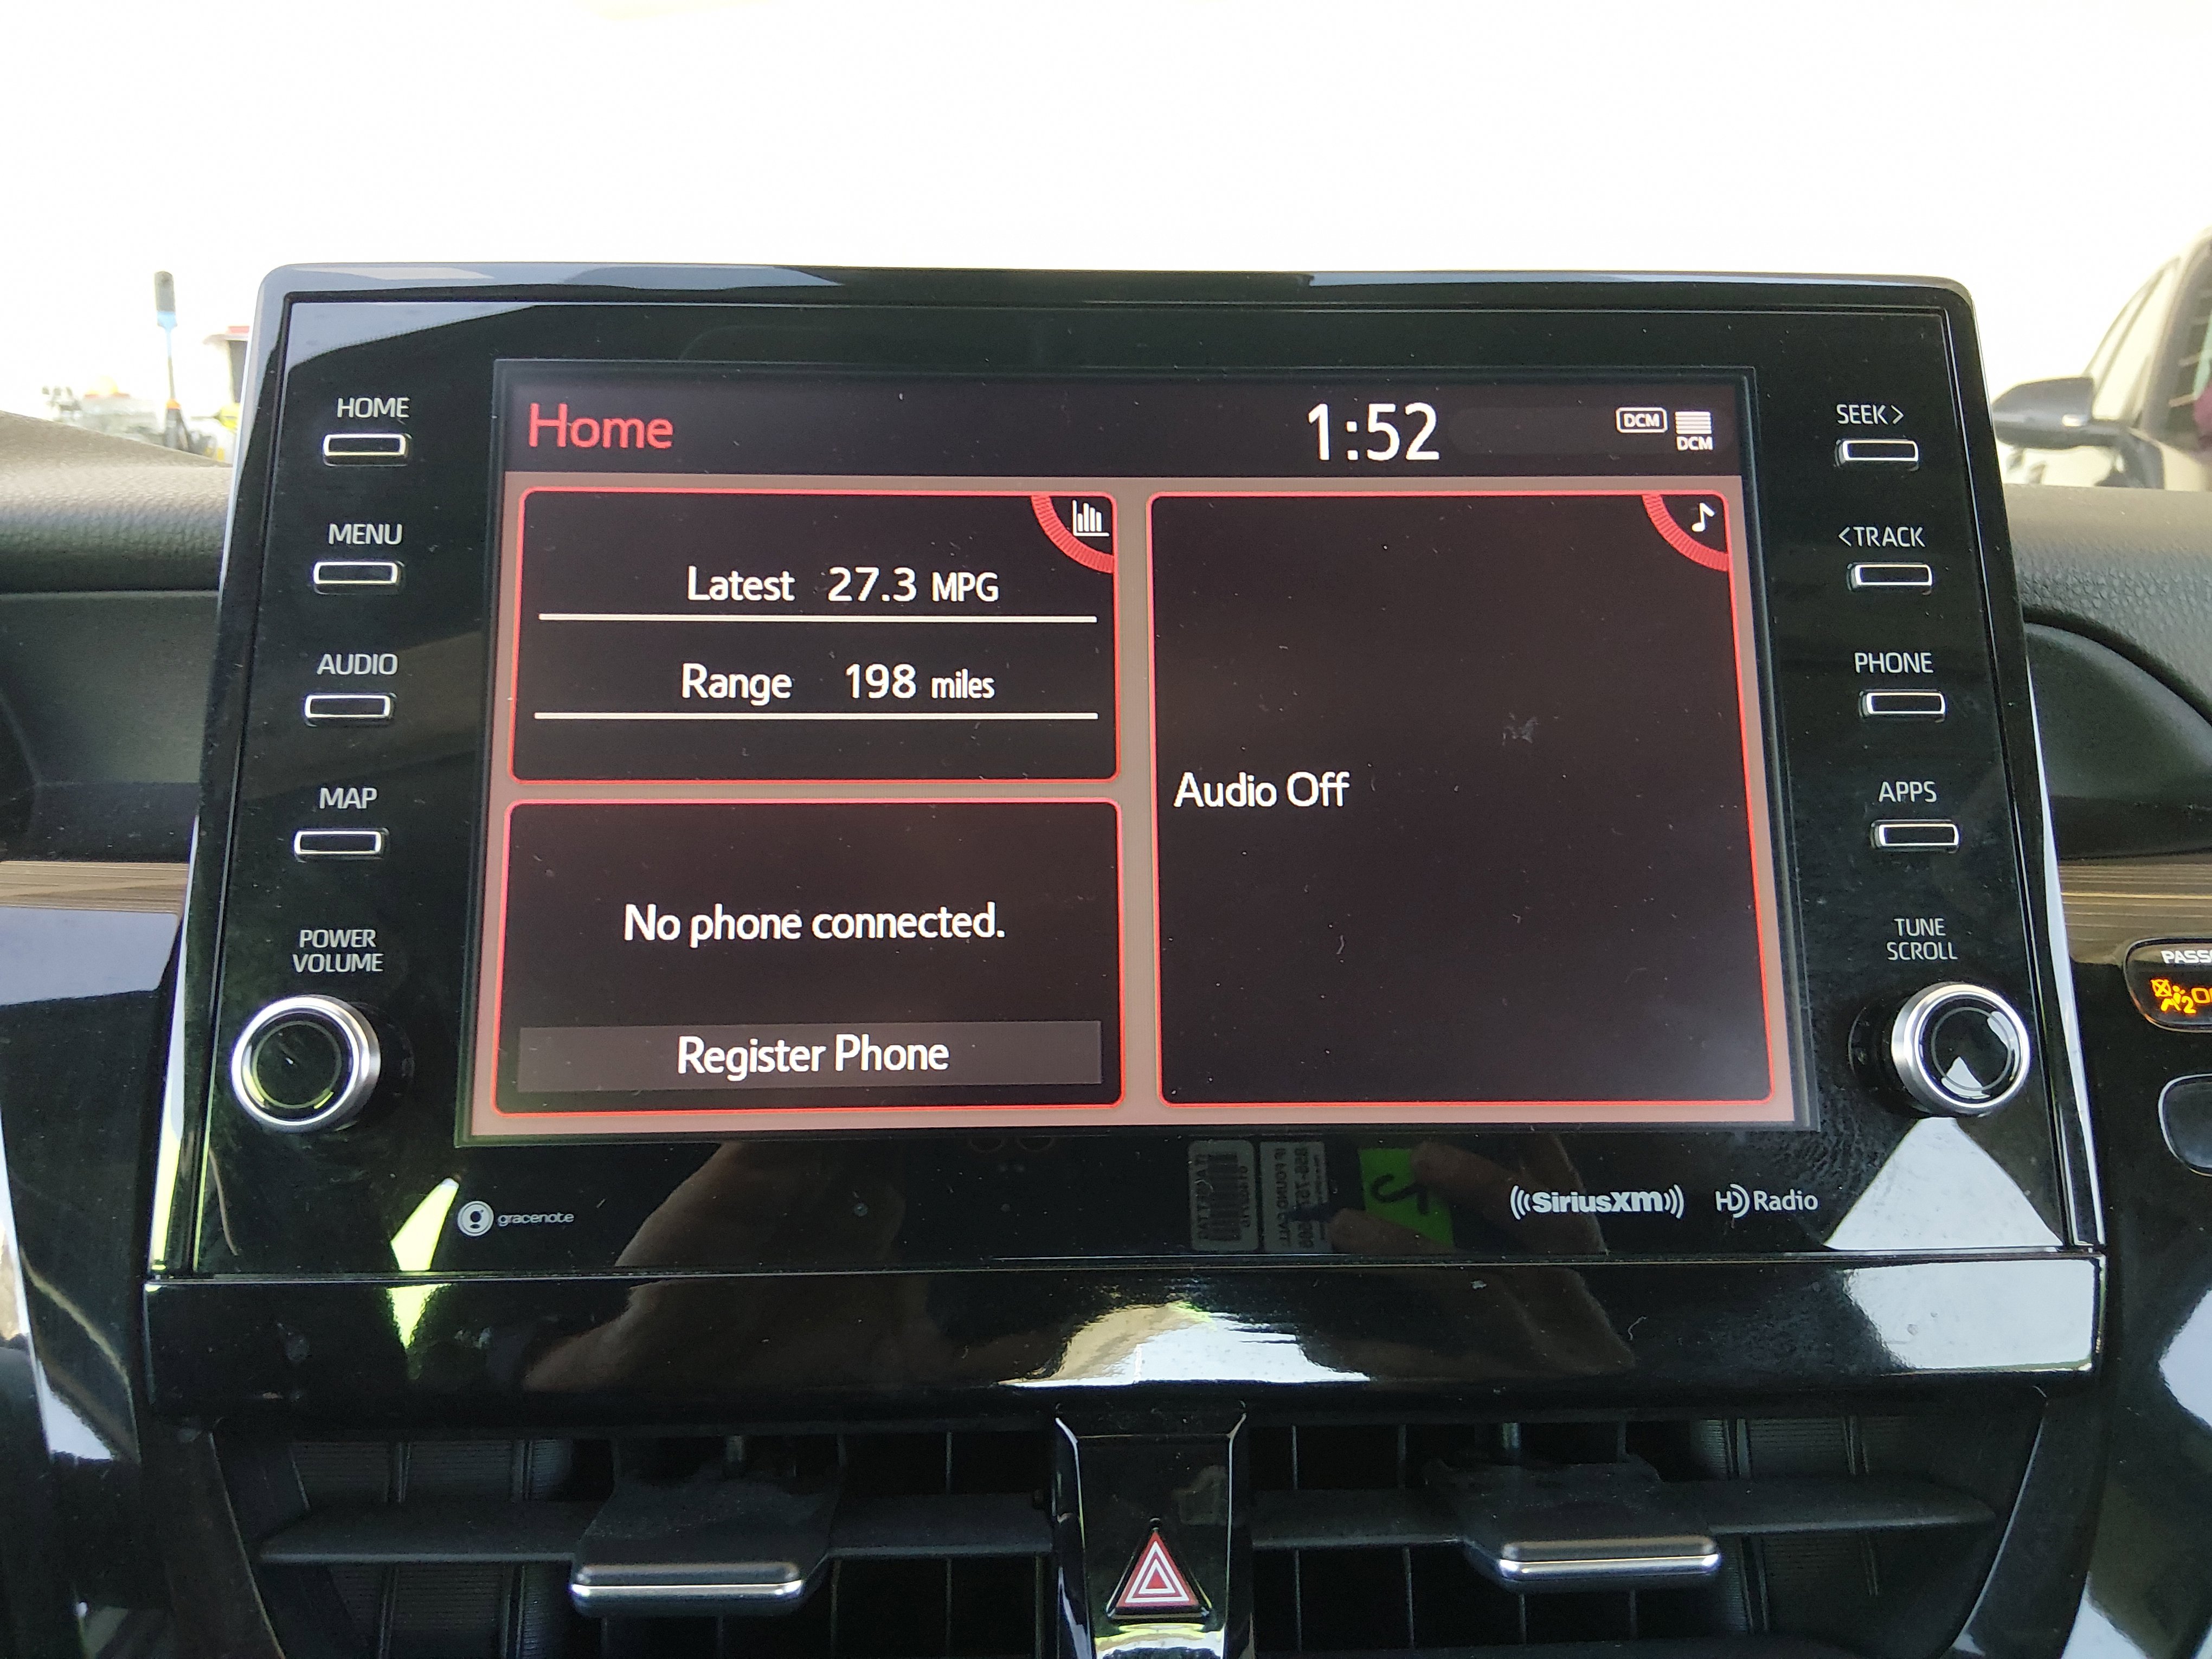 HOME
MENU
AUDIO
MAP
POWER
VOLUME
Home
1:52
DCM
DCM
Latest 27.3 MPG
Range 198 miles
No phone connected.
Register Phone
Audio Off
SEEK>
<TRACK
PHONE
APPS
TUNE
SCROLL
gracenote
((SiriusXM))
HD Radio
2